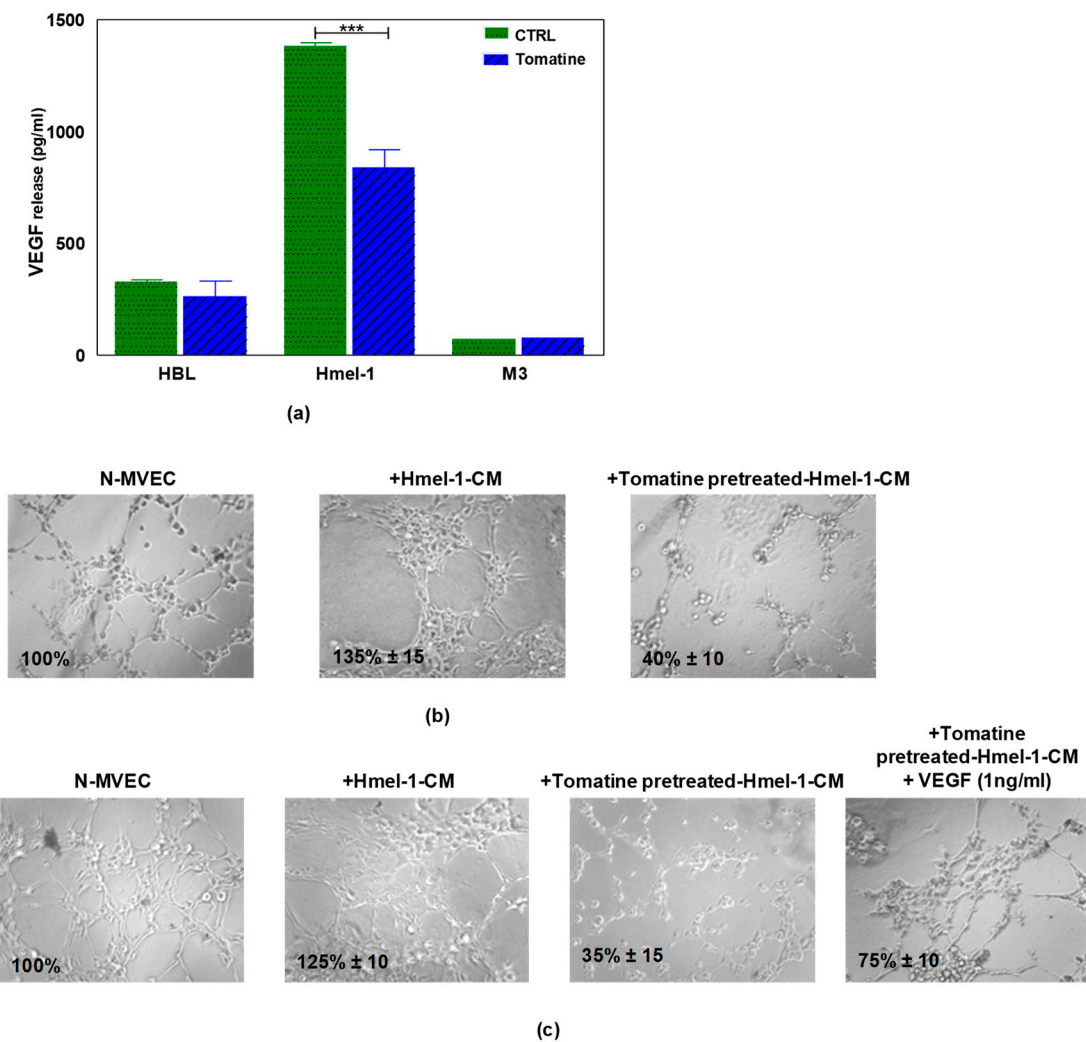 1500
***
CTRL
Tomatine
1000
500
0
VEGF release (pg/ml)
HBL
Hmel-1
M3
(a)
N-MVEC
+Hmel-1-CM
+Tomatine pretreated-Hmel-1-CM
100%
135% ± 15
40% ± 10
(b)
N-MVEC
+Hmel-1-CM
+Tomatine pretreated-Hmel-1-CM
+Tomatine
pretreated-Hmel-1-CM
+ VEGF (1ng/ml)
100%
125% ± 10
35% ± 15
75% ± 10
(c)